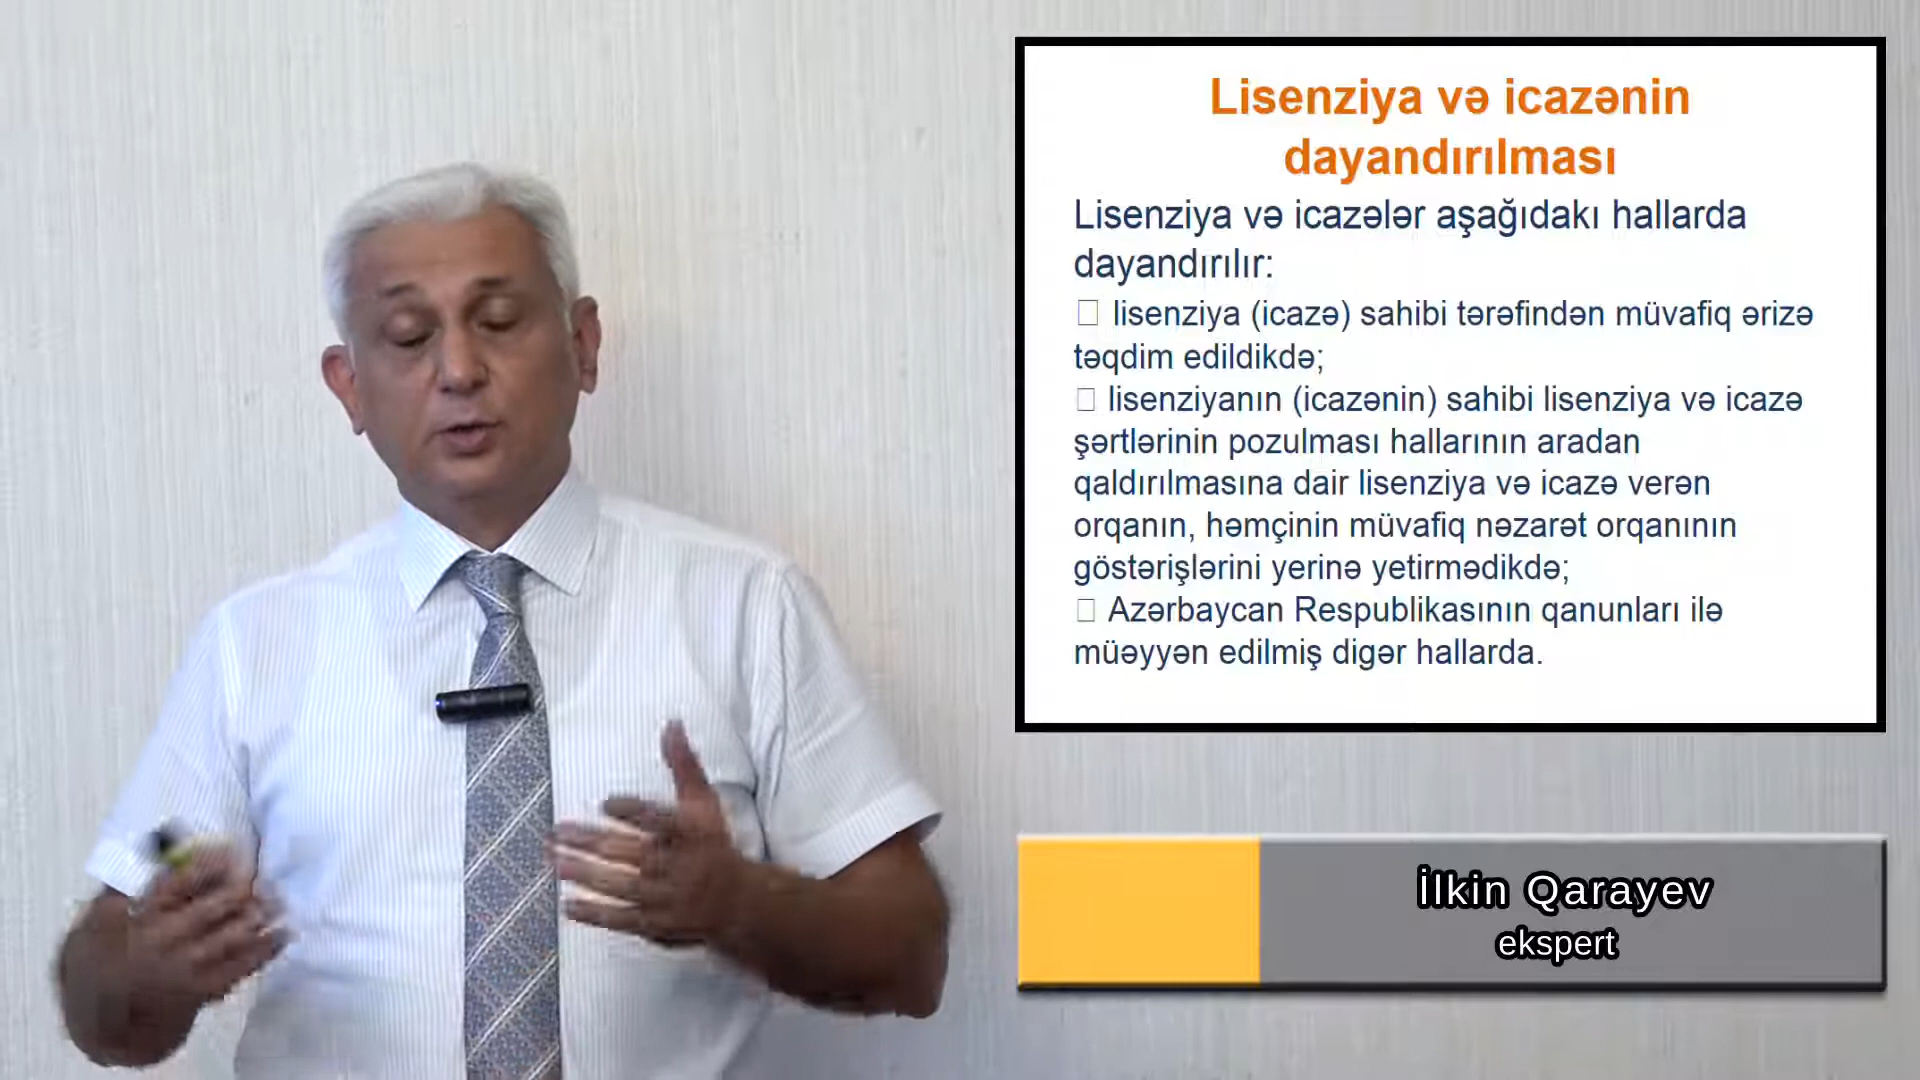 Lisenziya və icazənin
dayandırılması
Lisenziya və icazələr aşağıdakı hallarda
dayandırılır:
lisenziya (icazə) sahibi tərəfindən müvafiq ərizə
təqdim edildikdə;
lisenziyanın (icazənin) sahibi lisenziya və icazə
şərtlərinin pozulması hallarının aradan
qaldırılmasına dair lisenziya və icazə verən
orqanın, həmçinin müvafiq nəzarət orqanının
göstərişlərini yerinə yetirmədikdə;
Azərbaycan Respublikasının qanunları ilə
müəyyən edilmiş digər hallarda.
İlkin Qarayev
ekspert